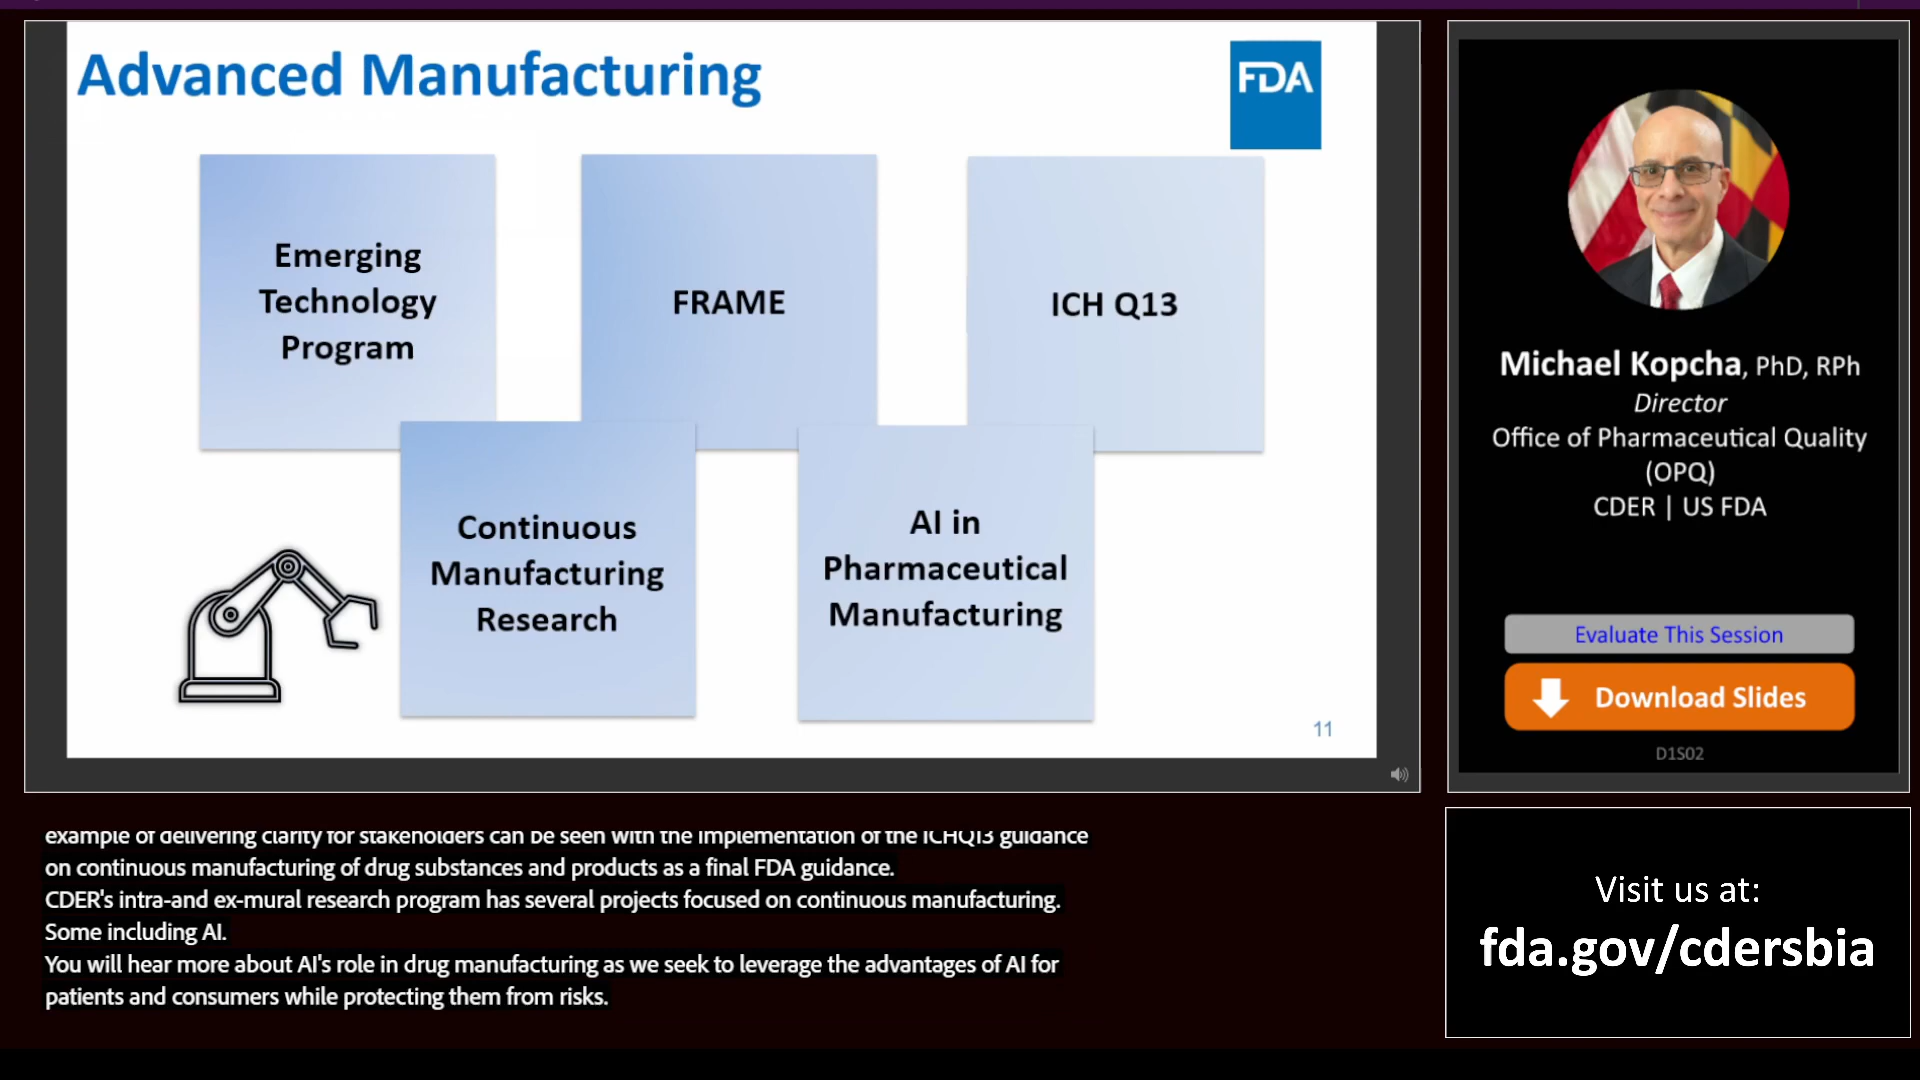 Advanced Manufacturing
FDA
Emerging
Technology
Program
FRAME
ICH Q13
Continuous
Manufacturing
Research
AI in
Pharmaceutical
Manufacturing
11
Michael Kopcha, PhD, RPh
Director
Office of Pharmaceutical Quality
(OPQ)
CDER | US FDA
Evaluate This Session
Download Slides
D1S02
example of delivering clarity for stakeholders can be seen with the implementation of the ICHQ13 guidance
on continuous manufacturing of drug substances and products as a final FDA guidance.
CDER's intra-and ex-mural research program has several projects focused on continuous manufacturing.
Some including AI.
You will hear more about AI's role in drug manufacturing as we seek to leverage the advantages of AI for
patients and consumers while protecting them from risks.
Visit us at:
fda.gov/cdersbia